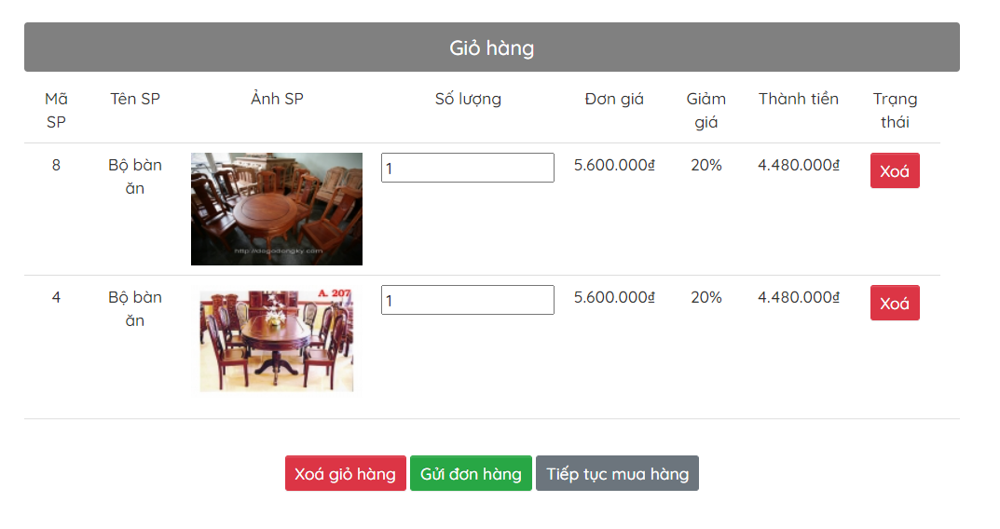 Giỏ hàng
Mã SP
Tên SP
Ảnh SP
Số lượng
Đơn giá
Giảm giá
Thành tiền
Trạng thái
8
Bộ bàn ăn
http://dogodongky.com
1
5.600.000₫
20%
4.480.000₫
Xoá
4
Bộ bàn ăn
A. 207
1
5.600.000₫
20%
4.480.000₫
Xoá
Xoá giỏ hàng
Gửi đơn hàng
Tiếp tục mua hàng